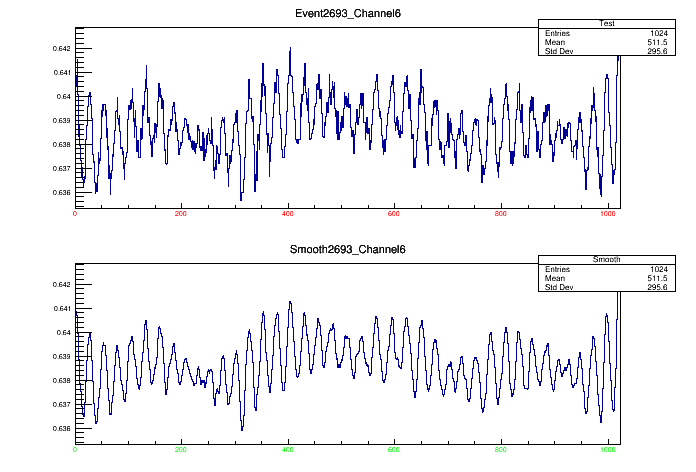 Event2693_Channel6
Test
Entries 1024
Mean 511.5
Std Dev 295.6
0.642
0.641
0.64
0.639
0.638
0.637
0.636
0 200 400 600 800 1000
Smooth2693_Channel6
Smooth
Entries 1024
Mean 511.5
Std Dev 295.6
0.642
0.641
0.64
0.639
0.638
0.637
0.636
0 200 400 600 800 1000